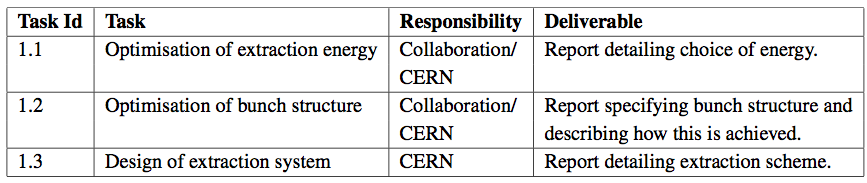 Task Id Task Responsibility Deliverable
1.1 Optimisation of extraction energy Collaboration/ Report detailing choice of energy.
CERN
1.2 Optimisation of bunch structure Collaboration/ Report specifying bunch structure and
CERN describing how this is achieved.
1.3 Design of extraction system CERN Report detailing extraction scheme.